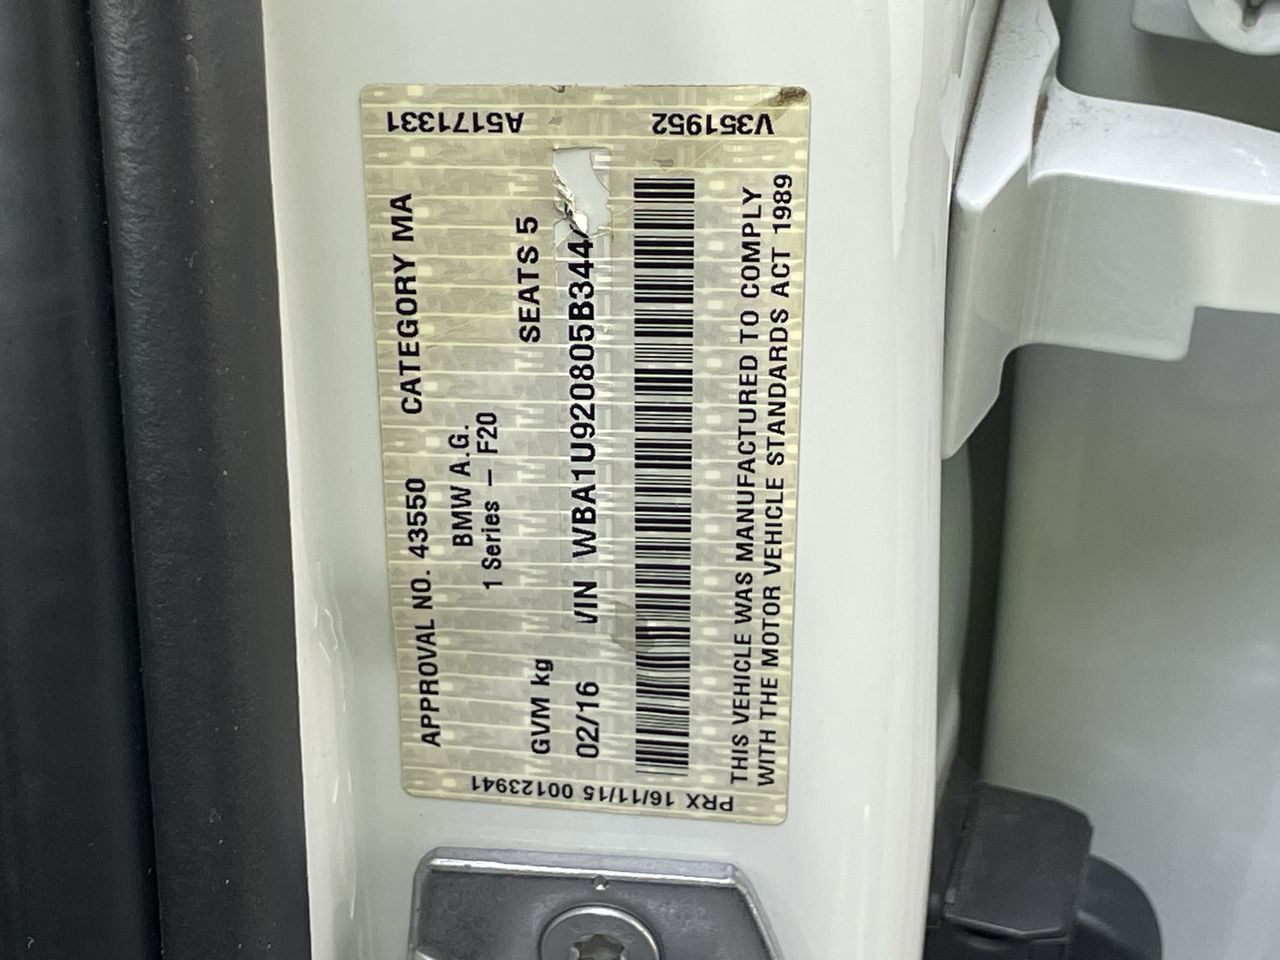 A5171331
V351952
APPROVAL NO. 43550 CATEGORY MA
BMW A.G.
1 Series – F20
GVM kg SEATS 5
02/16 VIN WBA1U920805B344
THIS VEHICLE WAS MANUFACTURED TO COMPLY
WITH THE MOTOR VEHICLE STANDARDS ACT 1989
PRX 16/11/15 00123941